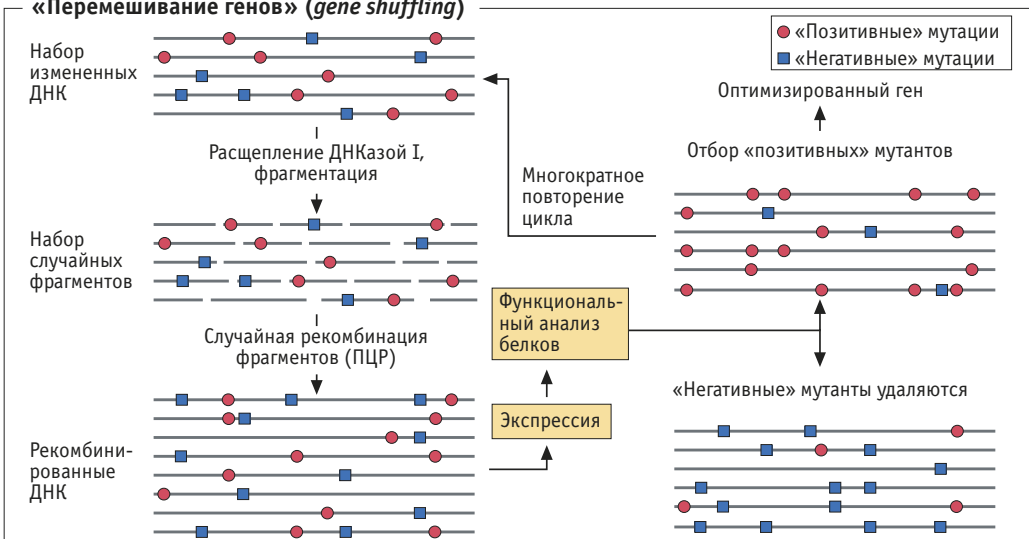 «Перемешивание генов» (gene shuffling)
Набор
измененных
ДНК
«Позитивные» мутации
«Негативные» мутации
Оптимизированный ген
Расщепление ДНКазой I,
фрагментация
Многократное
повторение
цикла
Отбор «позитивных» мутантов
Набор
случайных
фрагментов
Случайная рекомбинация
фрагментов (ПЦР)
Функциональ-
ный анализ
белков
Экспрессия
«Негативные» мутанты удаляются
Рекомбини-
рованные
ДНК